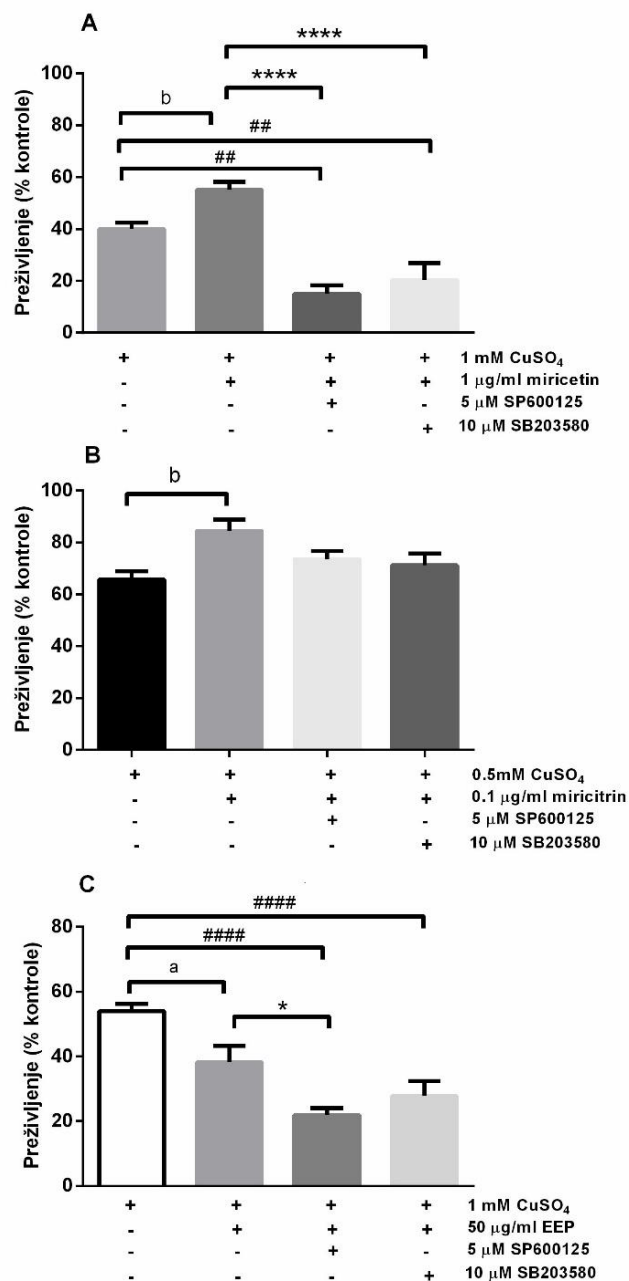 A
****
****
b
##
##
Preživljenje (% kontrole)
100
80
60
40
20
0
+ + + + 1 mM CuSO₄
- + + + 1 µg/ml miricetin
- - + - 5 µM SP600125
- - - + 10 µM SB203580
B
b
Preživljenje (% kontrole)
100
80
60
40
20
0
+ + + + 0.5mM CuSO₄
- + + + 0.1 µg/ml miricitrin
- - + - 5 µM SP600125
- - - + 10 µM SB203580
C
####
####
a
*
Preživljenje (% kontrole)
80
60
40
20
0
+ + + + 1 mM CuSO₄
- + + + 50 µg/ml EEP
- - + - 5 µM SP600125
- - - + 10 µM SB203580